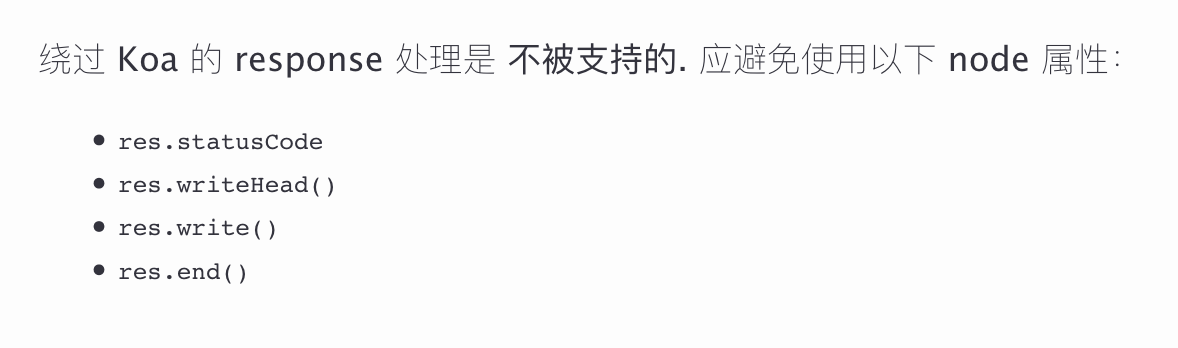 绕过 Koa 的 response 处理是 不被支持的. 应避免使用以下 node 属性：
• res.statusCode
• res.writeHead()
• res.write()
• res.end()